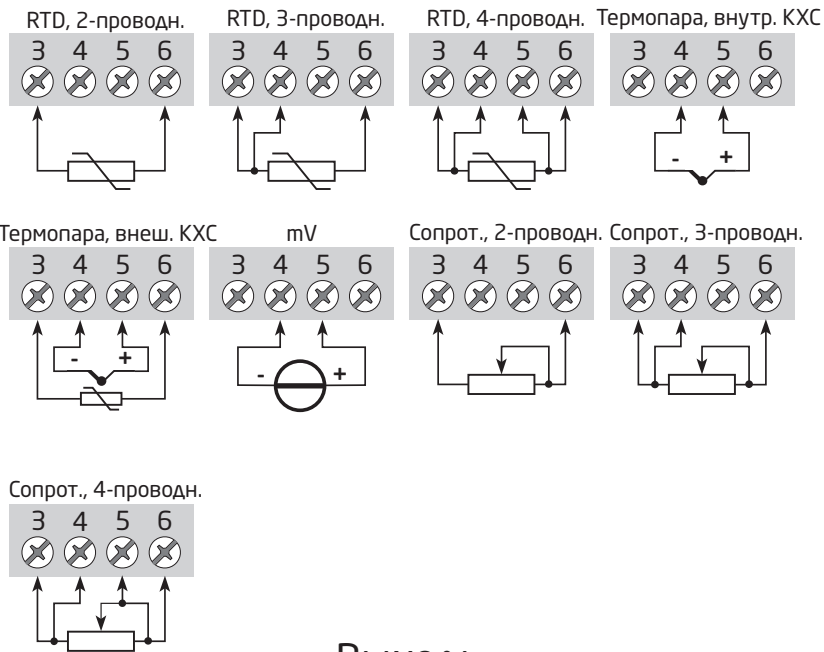 RTD, 2-проводн.
3 4 5 6
RTD, 3-проводн.
3 4 5 6
RTD, 4-проводн.
3 4 5 6
Термопара, внутр. КХС
3 4 5 6
- +
Термопара, внеш. КХС
3 4 5 6
- +
mV
3 4 5 6
- +
Сопрот., 2-проводн.
3 4 5 6
Сопрот., 3-проводн.
3 4 5 6
Сопрот., 4-проводн.
3 4 5 6